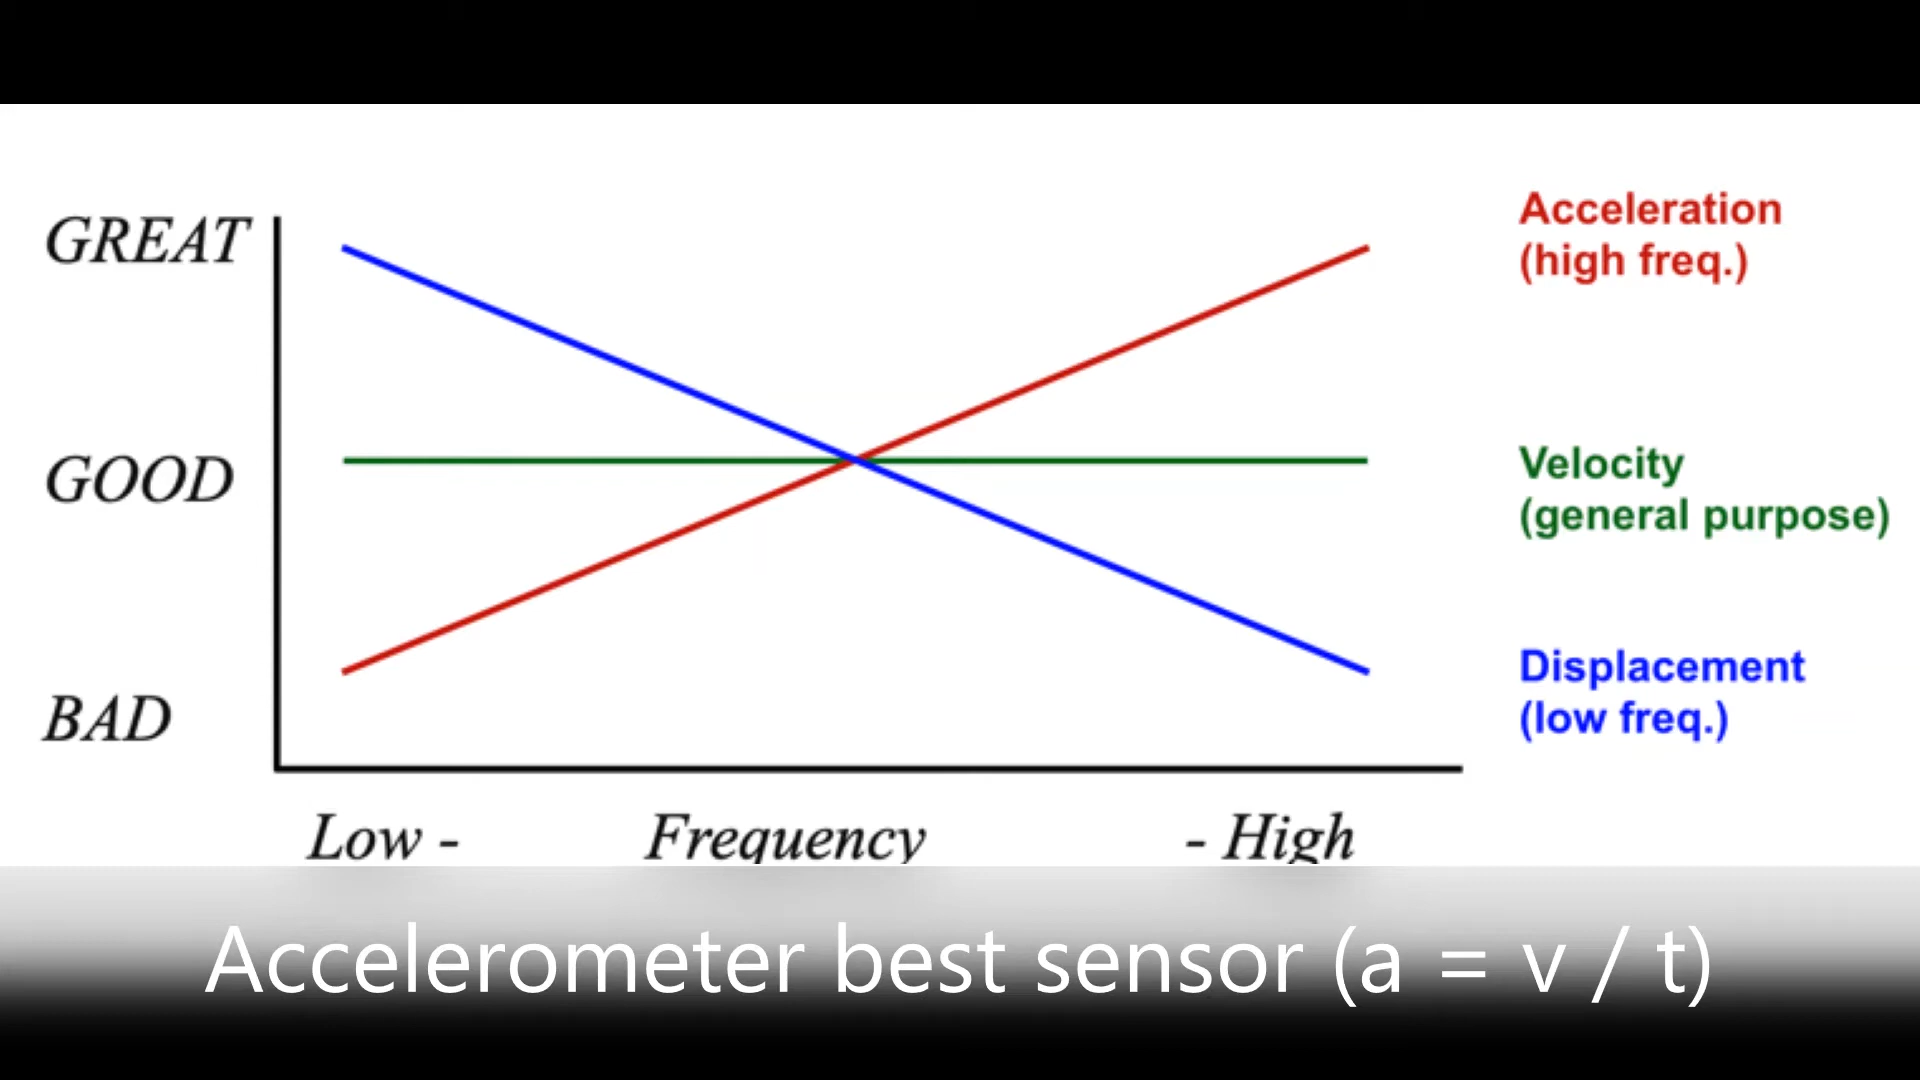 GREAT
GOOD
BAD
Acceleration
(high freq.)
Velocity
(general purpose)
Displacement
(low freq.)
Low - Frequency - High
Accelerometer best sensor (a = v / t)